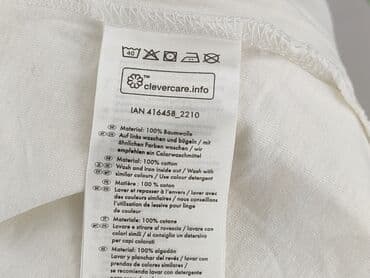 40
™
clevercare.info
IAN 416458_2210
Material: 100% Baumwolle
Auf links waschen und bügeln / mit
ähnlichen Farben waschen / wir
empfehlen ein Colorwaschmittel
Material: 100% cotton
Wash and iron inside out / Wash with
similar colours / Use colour detergent
Matière : 100 % coton
Laver et repasser à l'envers / laver avec
des couleurs similaires / nous conseillons
l'utilisation de lessive pour linge
de couleur
Materiale: 100% cotone
Lavare e stirare a rovescio / lavare con
colori simili / si consiglia un detersivo
per capi colorati
Material: 100% algodón
Lavar y planchar del revés / lavar con
prendas de colores similares /
se recomienda lavar con detergente